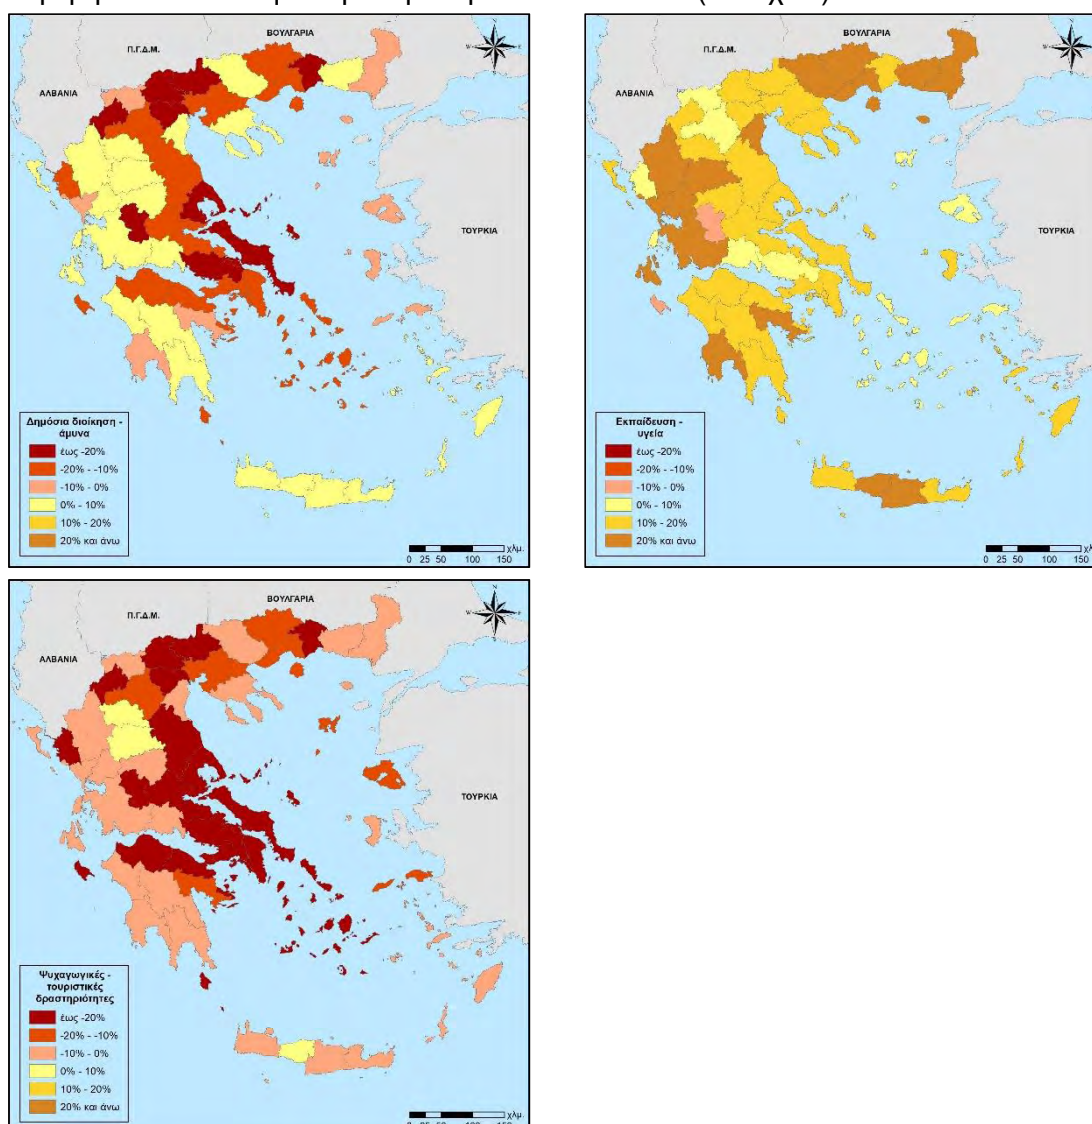 Π.Γ.Δ.Μ.
ΒΟΥΛΓΑΡΙΑ
ΑΛΒΑΝΙΑ
ΤΟΥΡΚΙΑ
Δημόσια διοίκηση -
άμυνα
έως -20%
-20% - -10%
-10% - 0%
0% - 10%
10% - 20%
20% και άνω
χλμ.
0 25 50 100 150
Π.Γ.Δ.Μ.
ΒΟΥΛΓΑΡΙΑ
ΑΛΒΑΝΙΑ
ΤΟΥΡΚΙΑ
Εκπαίδευση -
υγεία
έως -20%
-20% - -10%
-10% - 0%
0% - 10%
10% - 20%
20% και άνω
0 25 50 100 150
Π.Γ.Δ.Μ.
ΒΟΥΛΓΑΡΙΑ
ΑΛΒΑΝΙΑ
ΤΟΥΡΚΙΑ
Ψυχαγωγικές -
τουριστικές
δραστηριότητες
έως -20%
-20% - -10%
-10% - 0%
0% - 10%
10% - 20%
20% και άνω
χλμ.